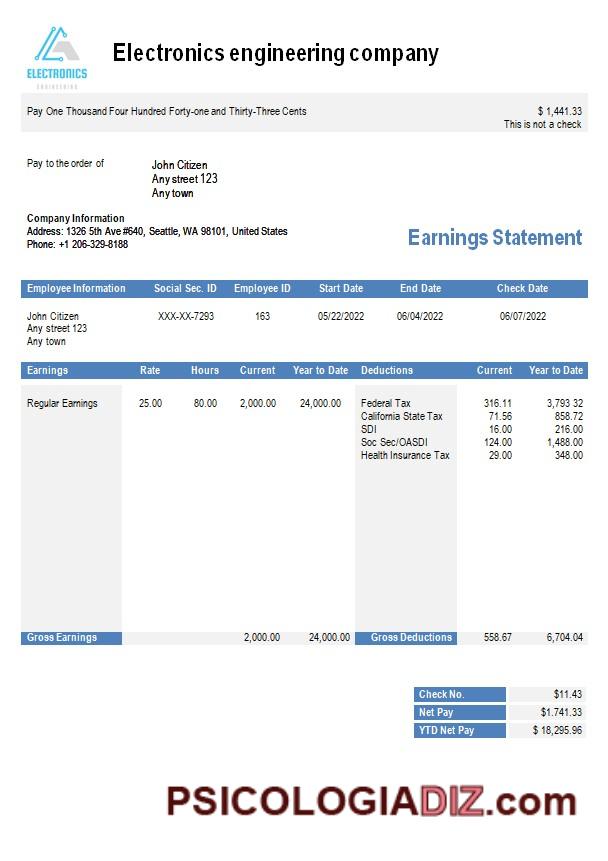 ELECTRONICS
ENGINEERING
Electronics engineering company
Pay One Thousand Four Hundred Forty-one and Thirty-Three Cents $ 1,441.33
This is not a check
Pay to the order of John Citizen
Any street 123
Any town
Company Information
Address: 1326 5th Ave #640, Seattle, WA 98101, United States
Phone: +1 206-329-8188
Earnings Statement
Employee Information Social Sec. ID Employee ID Start Date End Date Check Date
John Citizen XXX-XX-7293 163 05/22/2022 06/04/2022 06/07/2022
Any street 123
Any town
Earnings Rate Hours Current Year to Date Deductions Current Year to Date
Regular Earnings 25.00 80.00 2,000.00 24,000.00 Federal Tax 316.11 3,793 32
California State Tax 71.56 858.72
SDI 16.00 216.00
Soc Sec/OASDI 124.00 1,488.00
Health Insurance Tax 29.00 348.00
Gross Earnings 2,000.00 24,000.00 Gross Deductions 558.67 6,704.04
Check No. $11.43
Net Pay $1.741.33
YTD Net Pay $ 18,295.96
PSICOLOGIADIZ.com